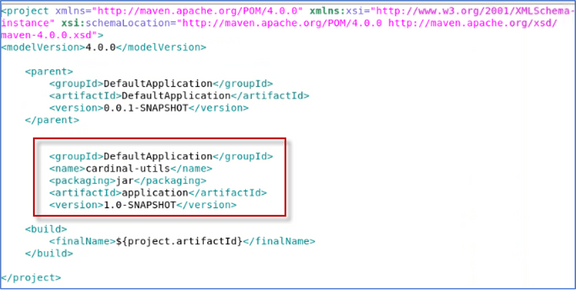 <project xmlns="http://maven.apache.org/POM/4.0.0" xmlns:xsi="http://www.w3.org/2001/XMLSchema-
instance" xsi:schemaLocation="http://maven.apache.org/POM/4.0.0 http://maven.apache.org/xsd/
maven-4.0.0.xsd">
<modelVersion>4.0.0</modelVersion>
<parent>
<groupId>DefaultApplication</groupId>
<artifactId>DefaultApplication</artifactId>
<version>0.0.1-SNAPSHOT</version>
</parent>
<groupId>DefaultApplication</groupId>
<name>cardinal-utils</name>
<packaging>jar</packaging>
<artifactId>application</artifactId>
<version>1.0-SNAPSHOT</version>
<build>
<finalName>${project.artifactId}</finalName>
</build>
</project>